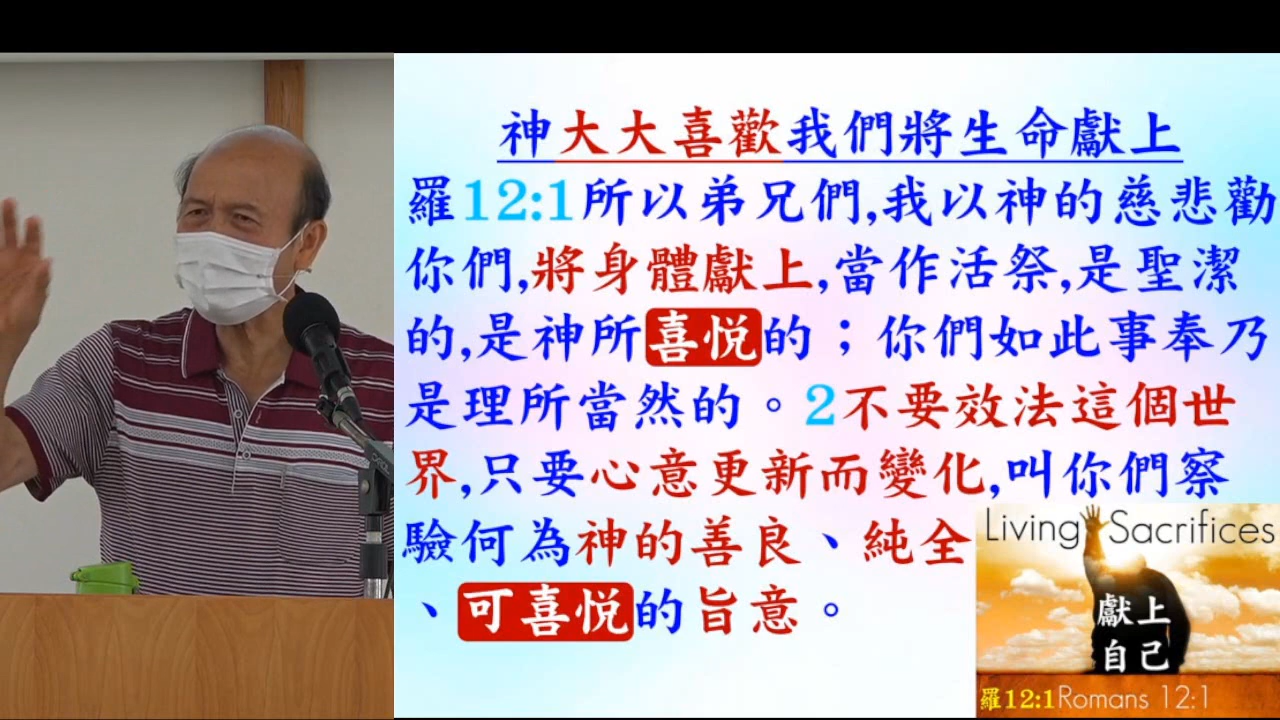 神大大喜歡我們將生命獻上
羅12:1所以弟兄們,我以神的慈悲勸
你們,將身體獻上,當作活祭,是聖潔
的,是神所喜悅的；你們如此事奉乃
是理所當然的。2不要效法這個世
界,只要心意更新而變化,叫你們察
驗何為神的善良、純全
、可喜悅的旨意。
Living Sacrifices
獻上
自己
羅12:1Romans 12:1